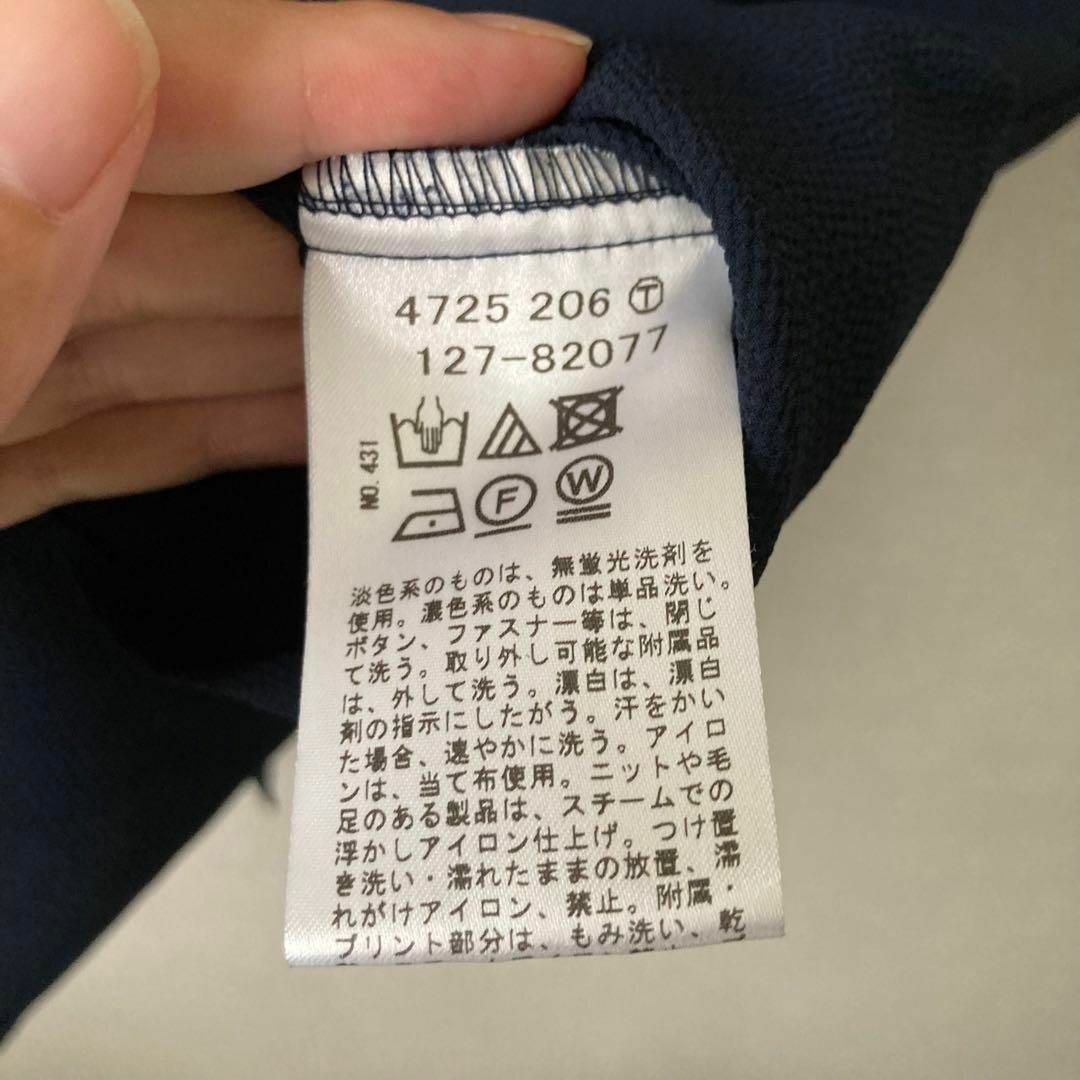 4725 206 Ⓣ
127-82077
NO.431
F
W
淡色系のものは、無蛍光洗剤を
使用。濃色系のものは単品洗い。
ボタン、ファスナー等は、閉じ
て洗う。取り外し可能な附属品
は、外して洗う。漂白は、漂白
剤の指示にしたがう。汗をかい
た場合、速やかに洗う。アイロ
ンは、当て布使用。ニットや毛
足のある製品は、スチームでの
浮かしアイロン仕上げ。つけ置
き洗い・濡れたままの放置、濡
れがけアイロン、禁止。附属・
プリント部分は、もみ洗い、乾